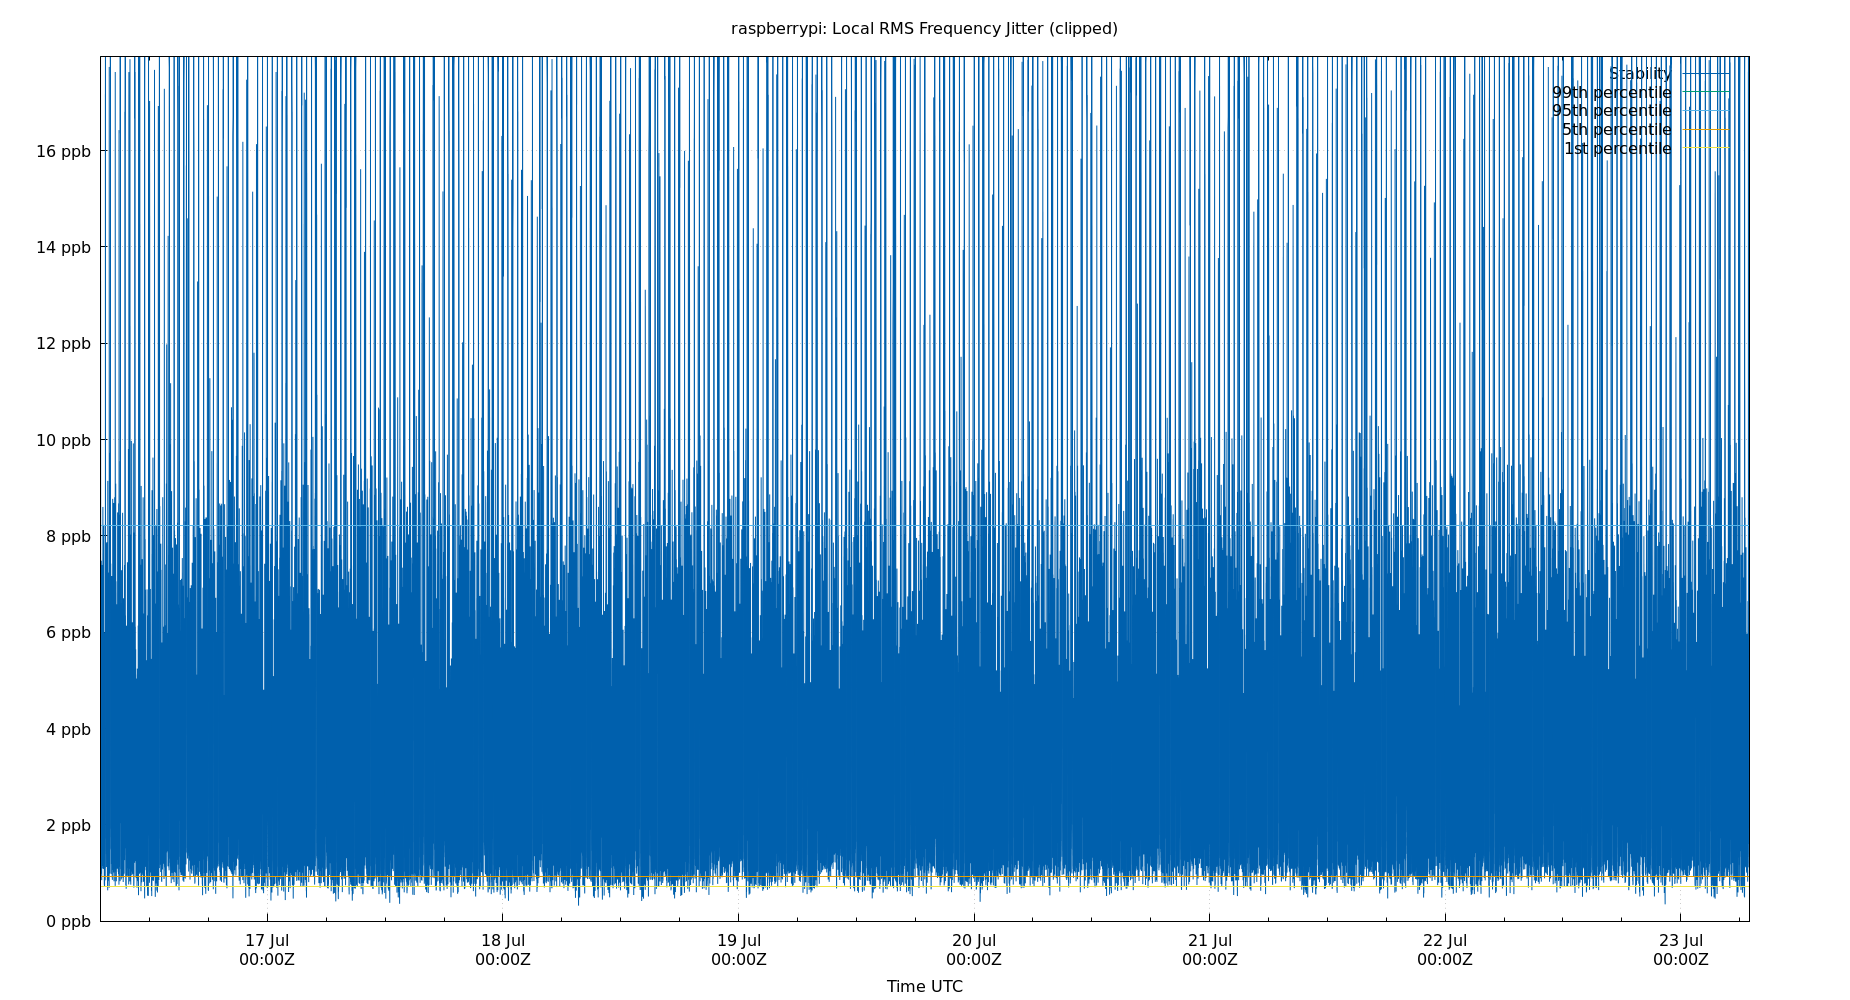 raspberrypi: Local RMS Frequency Jitter (clipped)
Stability
99th percentile
95th percentile
5th percentile
1st percentile
16 ppb
14 ppb
12 ppb
10 ppb
8 ppb
6 ppb
4 ppb
2 ppb
0 ppb
17 Jul 18 Jul 19 Jul 20 Jul 21 Jul 22 Jul 23 Jul
00:00Z 00:00Z 00:00Z 00:00Z 00:00Z 00:00Z 00:00Z
Time UTC